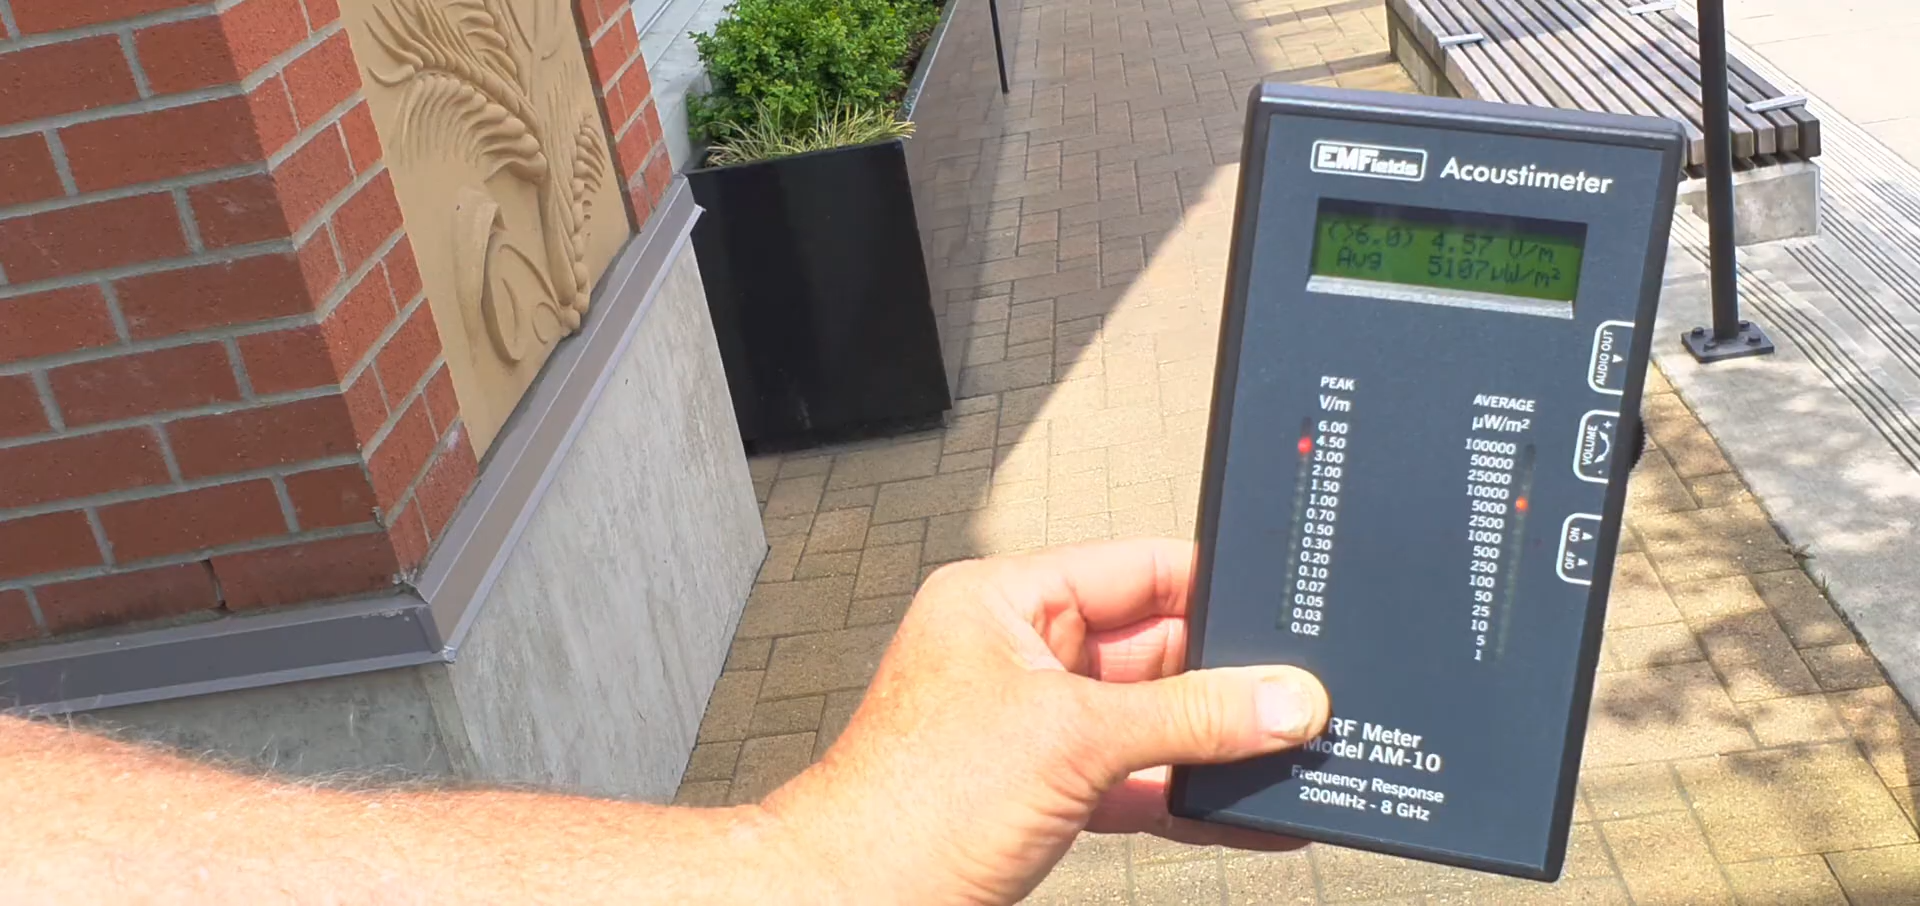 EMFields Acoustimeter
(>6.0) 4.57 V/m
Avg 5107µW/m²
AUDIO OUT
PEAK
V/m
6.00
4.50
3.00
2.00
1.50
1.00
0.70
0.50
0.30
0.20
0.10
0.07
0.05
0.03
0.02
AVERAGE
µW/m²
100000
50000
25000
10000
5000
2500
1000
500
250
100
50
25
10
5
1
- VOLUME +
OFF ON
RF Meter
Model AM-10
Frequency Response
200MHz - 8 GHz